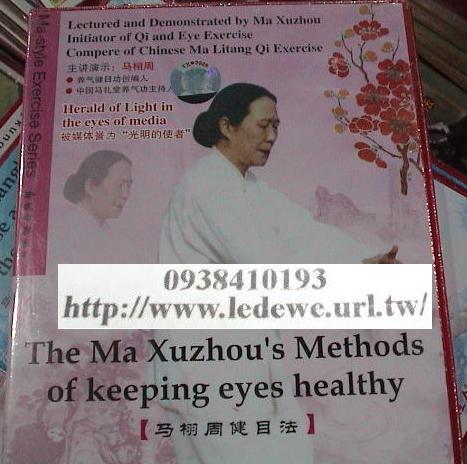 Lectured and Demonstrated by Ma Xuzhou
Initiator of Qi and Eye Exercise
Compere of Chinese Ma Litang Qi Exercise
主讲演示：马栩周
● 养气健目功创编人
● 中国马礼堂养气功主持人
Herald of Light in
the eyes of media
被媒体誉为“光明的使者”
Ma-style Exercise Series
0938410193
http://www.ledewe.url.tw/
The Ma Xuzhou's Methods
of keeping eyes healthy
【马栩周健目法】